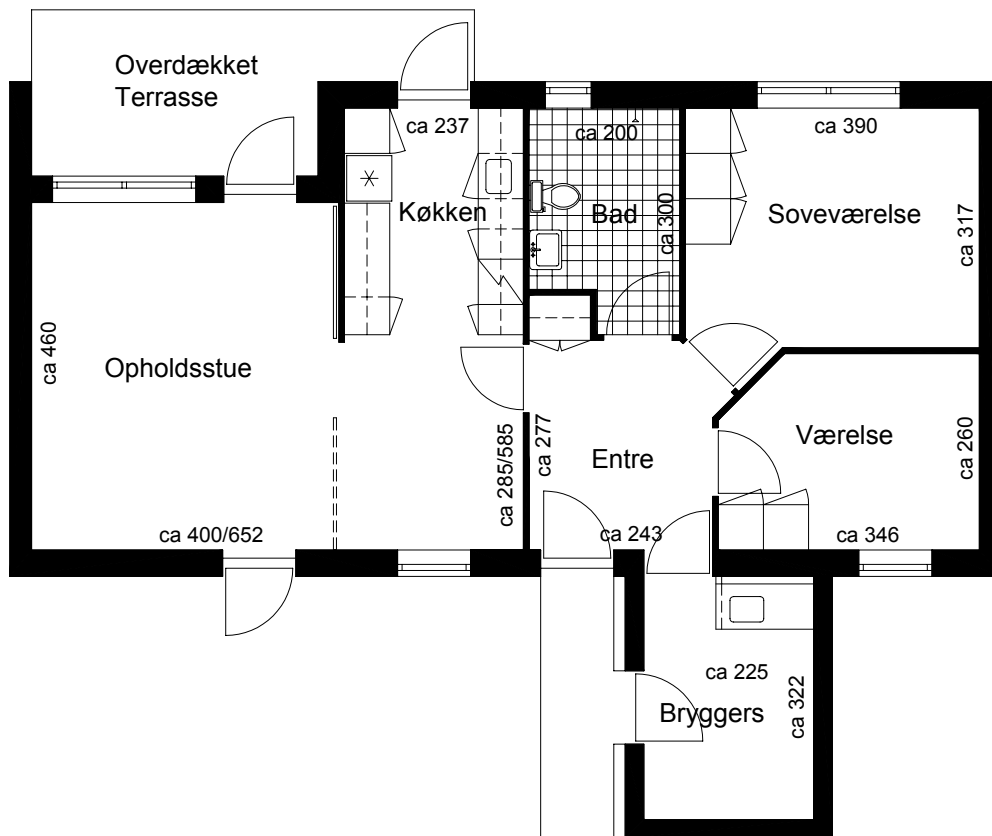 Overdækket
Terrasse
ca 237
ca 200
ca 390
Køkken
Bad
ca 300
Soveværelse
ca 317
ca 460
Opholdsstue
ca 285/585
ca 277
Entre
Værelse
ca 260
ca 400/652
ca 243
ca 346
ca 225
Bryggers
ca 322